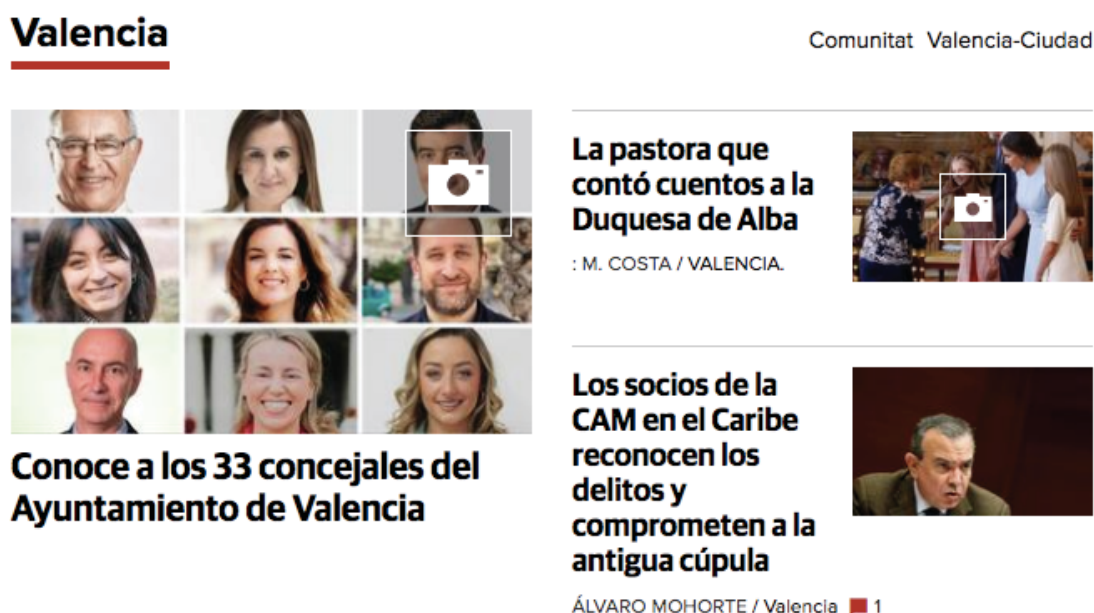 Valencia
Comunitat Valencia-Ciudad
Conoce a los 33 concejales del
Ayuntamiento de Valencia
La pastora que
contó cuentos a la
Duquesa de Alba
: M. COSTA / VALENCIA.
Los socios de la
CAM en el Caribe
reconocen los
delitos y
comprometen a la
antigua cúpula
ÁLVARO MOHORTE / Valencia 1